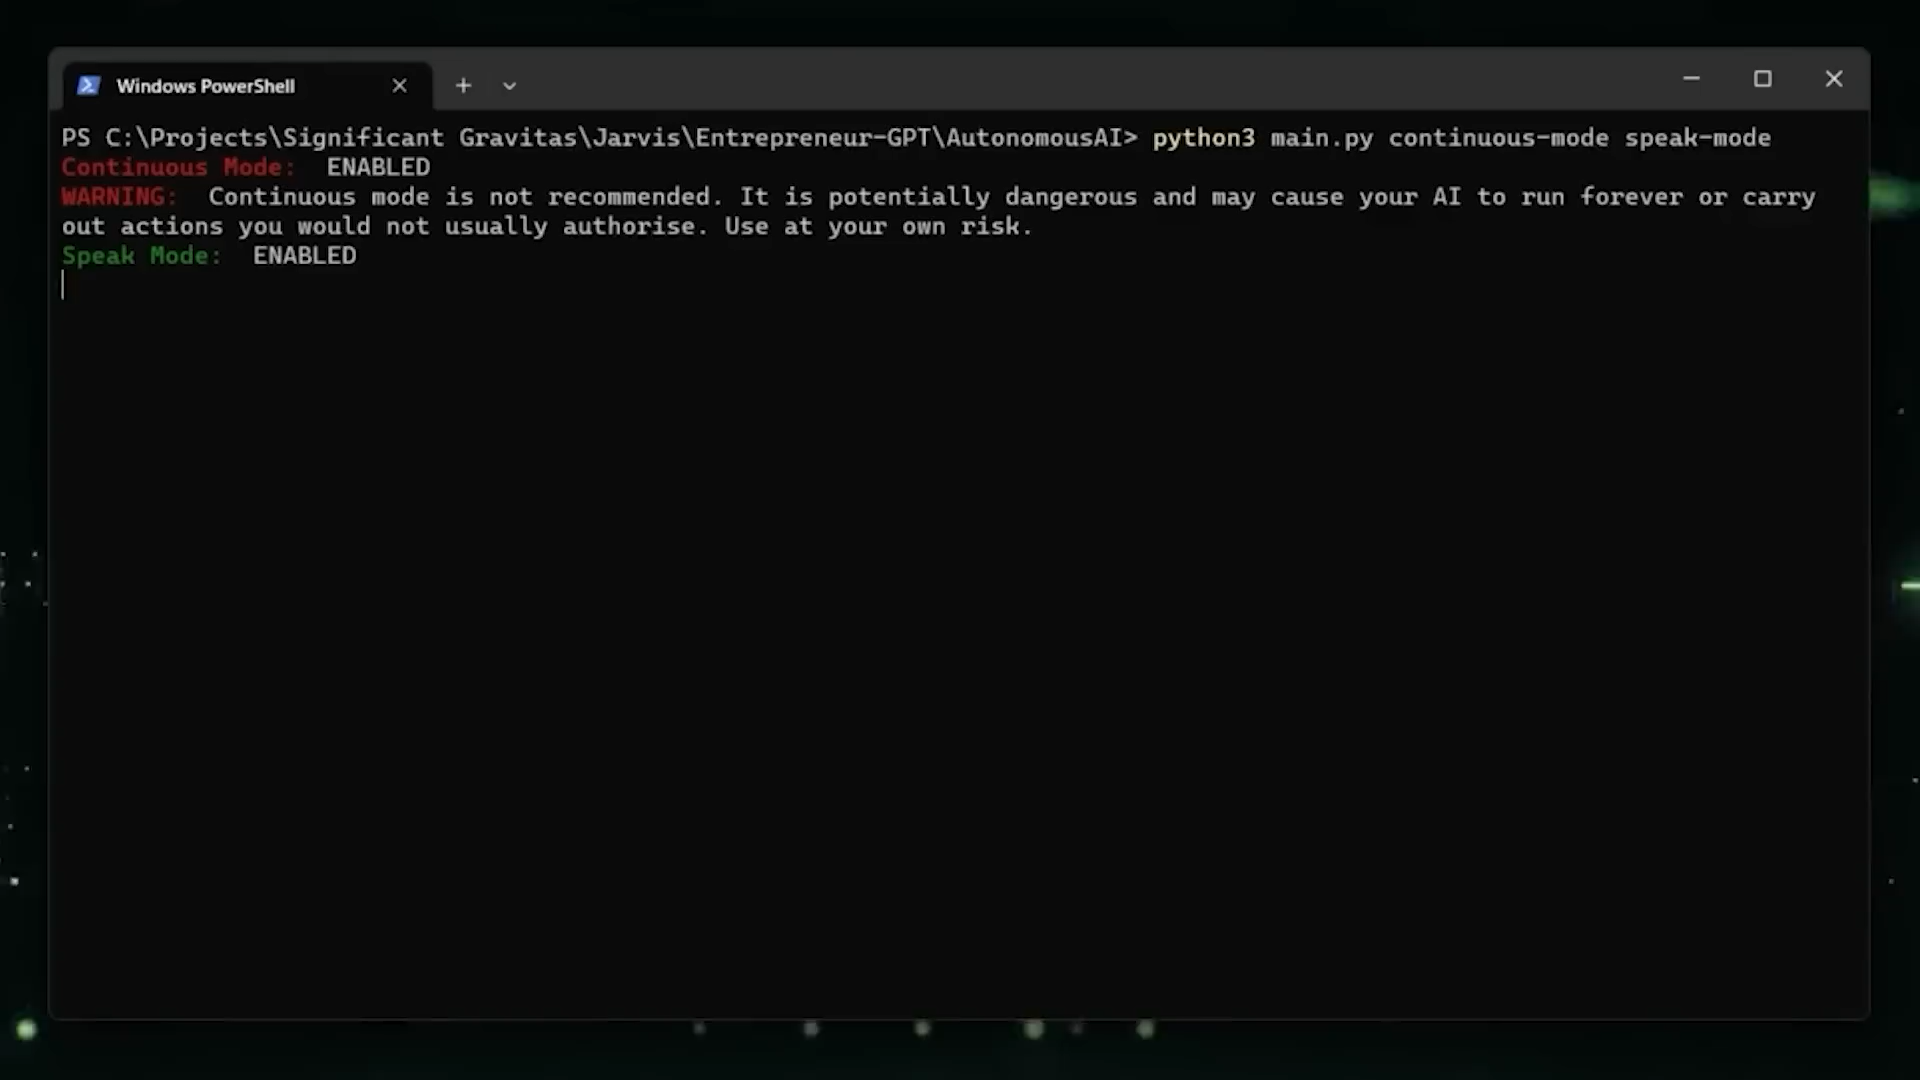 Windows PowerShell
PS C:\Projects\Significant Gravitas\Jarvis\Entrepreneur-GPT\AutonomousAI> python3 main.py continuous-mode speak-mode
Continuous Mode:  ENABLED
WARNING:  Continuous mode is not recommended. It is potentially dangerous and may cause your AI to run forever or carry
out actions you would not usually authorise. Use at your own risk.
Speak Mode:  ENABLED